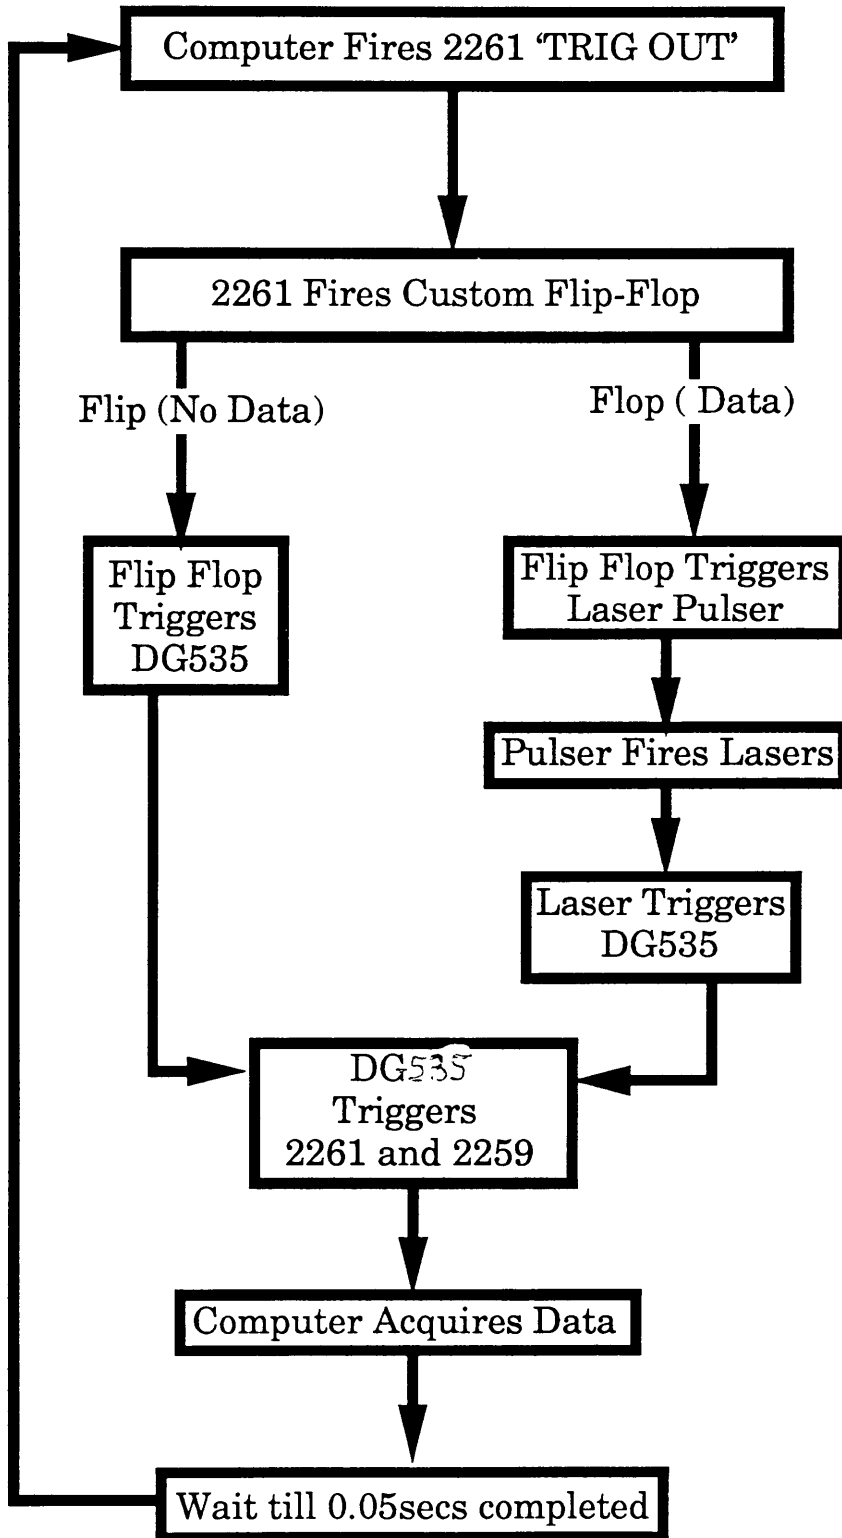 Computer Fires 2261 ‘TRIG OUT’
2261 Fires Custom Flip-Flop
Flip (No Data)
Flop ( Data)
Flip Flop
Triggers
DG535
Flip Flop Triggers
Laser Pulser
Pulser Fires Lasers
Laser Triggers
DG535
DG535
Triggers
2261 and 2259
Computer Acquires Data
Wait till 0.05secs completed